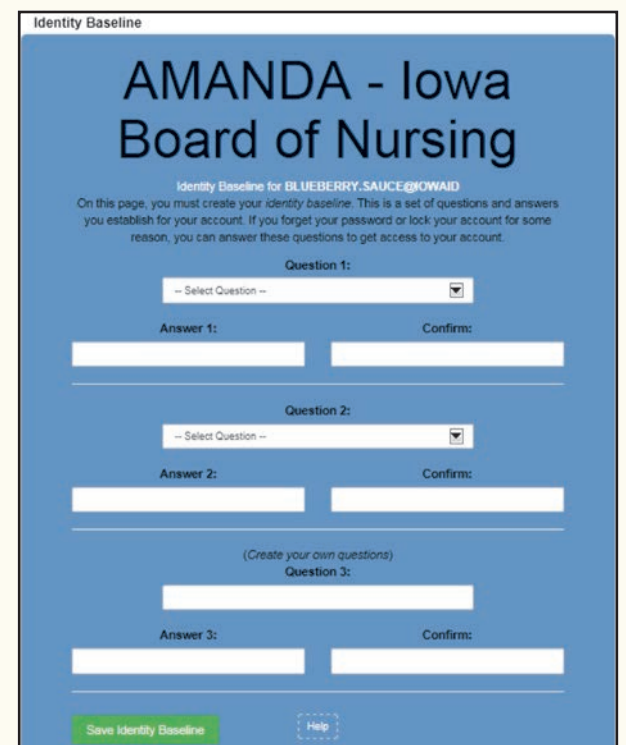 Identity Baseline
AMANDA - Iowa
Board of Nursing
Identity Baseline for BLUEBERRY.SAUCE@IOWAID
On this page, you must create your identity baseline. This is a set of questions and answers
you establish for your account. If you forget your password or lock your account for some
reason, you can answer these questions to get access to your account.
Question 1:
-- Select Question --
Answer 1: Confirm:
Question 2:
-- Select Question --
Answer 2: Confirm:
(Create your own questions)
Question 3:
Answer 3: Confirm:
Save Identity Baseline Help